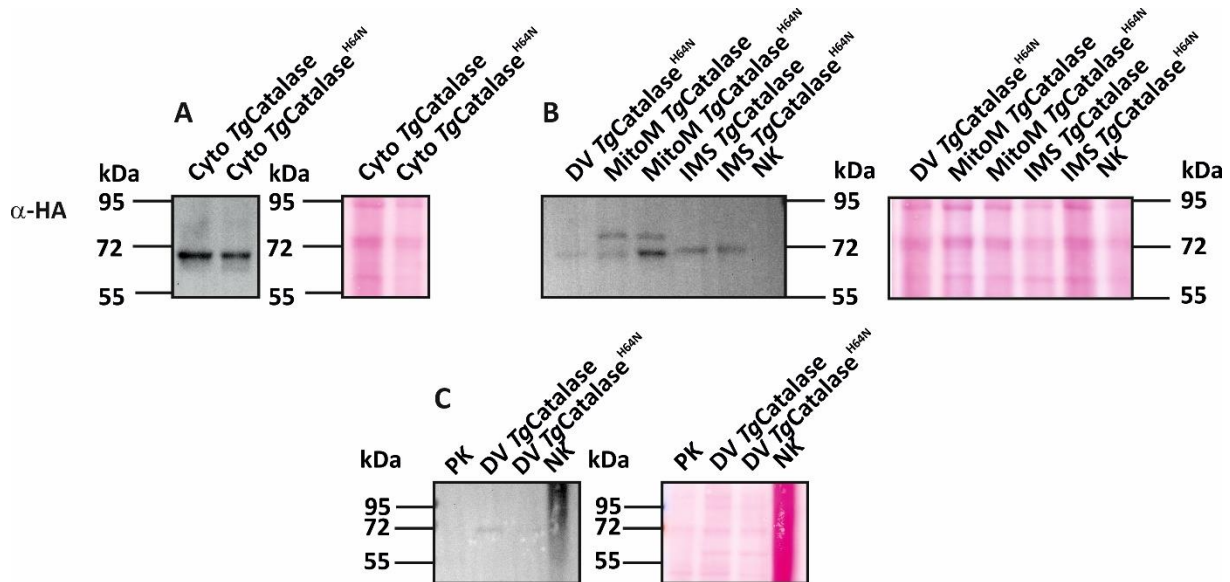 A
Cyto TgCatalase
Cyto TgCatalase H64N
Cyto TgCatalase
Cyto TgCatalase H64N
kDa
kDa
α-HA
95
72
55
95
72
55
B
DV TgCatalase H64N
MitoM TgCatalase
MitoM TgCatalase H64N
IMS TgCatalase
IMS TgCatalase H64N
NK
kDa
95
72
55
DV TgCatalase H64N
MitoM TgCatalase
MitoM TgCatalase H64N
IMS TgCatalase
IMS TgCatalase H64N
NK
kDa
95
72
55
C
PK
DV TgCatalase
DV TgCatalase H64N
NK
kDa
95
72
55
PK
DV TgCatalase
DV TgCatalase H64N
NK
kDa
95
72
55